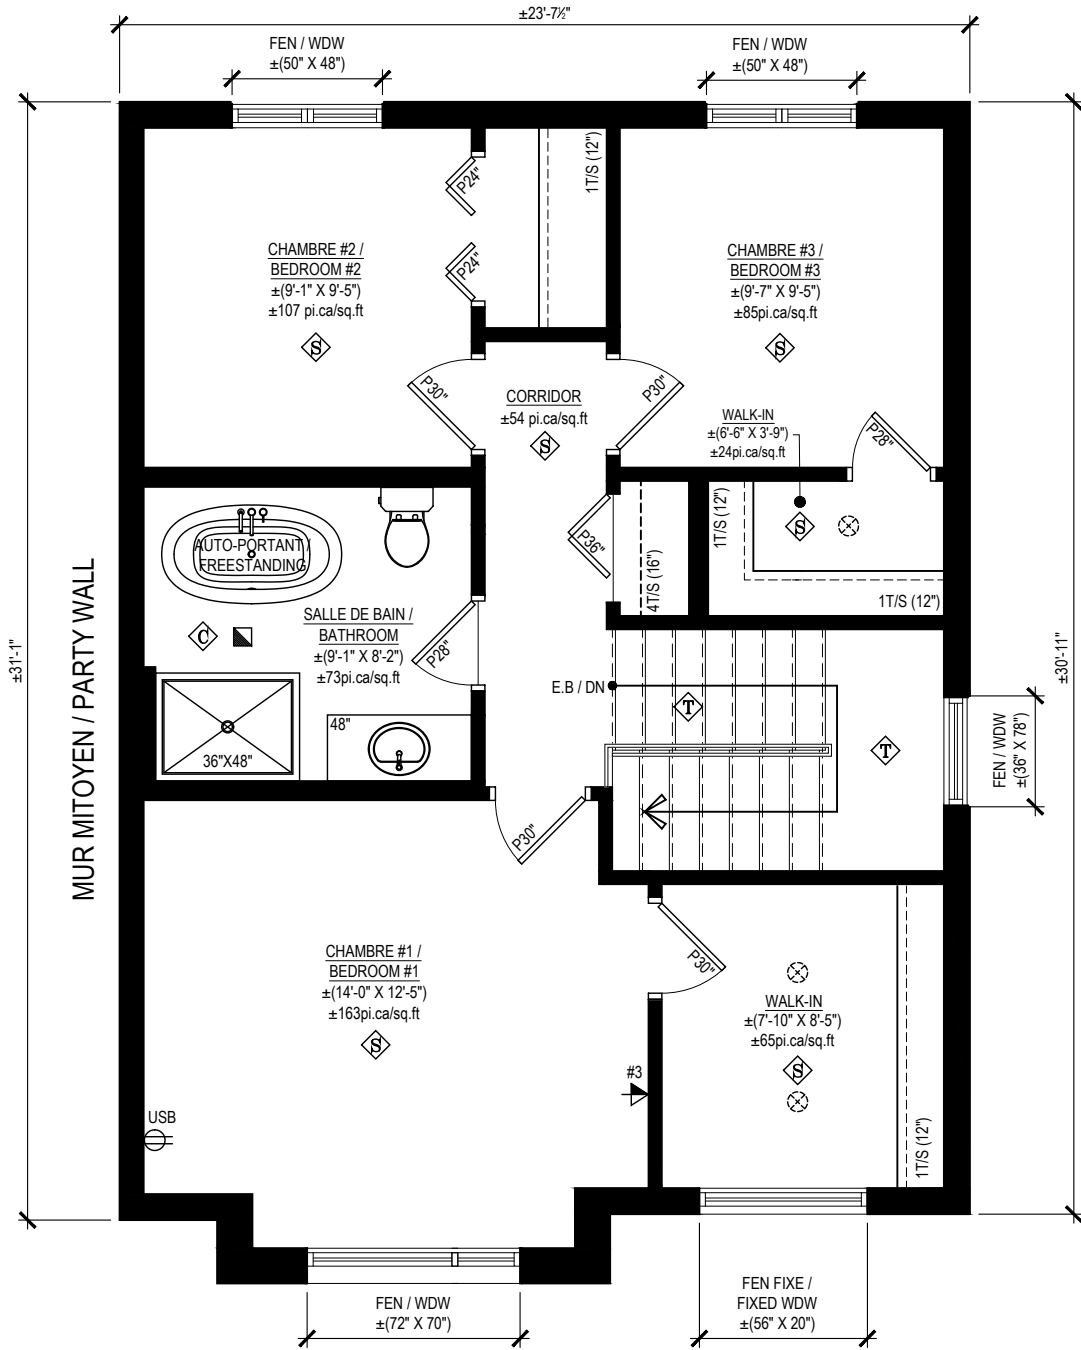 ±23'-7½"
FEN / WDW
±(50" X 48")
FEN / WDW
±(50" X 48")
1T/S (12")
P24"
P24"
CHAMBRE #2 /
BEDROOM #2
±(9'-1" X 9'-5")
±107 pi.ca/sq.ft
S
CHAMBRE #3 /
BEDROOM #3
±(9'-7" X 9'-5")
±85pi.ca/sq.ft
S
P30"
CORRIDOR
±54 pi.ca/sq.ft
S
P30"
WALK-IN
±(6'-6" X 3'-9")
±24pi.ca/sq.ft
P28"
1T/S (12")
S
1T/S (12")
P36"
4T/S (16")
AUTO-PORTANT /
FREESTANDING
SALLE DE BAIN /
BATHROOM
±(9'-1" X 8'-2")
±73pi.ca/sq.ft
C
P28"
36"X48"
48"
MUR MITOYEN / PARTY WALL
±31'-1"
±30'-11"
E.B / DN
T
T
FEN / WDW
±(36" X 78")
P30"
CHAMBRE #1 /
BEDROOM #1
±(14'-0" X 12'-5")
±163pi.ca/sq.ft
S
P30"
WALK-IN
±(7'-10" X 8'-5")
±65pi.ca/sq.ft
S
#3
USB
1T/S (12")
FEN / WDW
±(72" X 70")
FEN FIXE /
FIXED WDW
±(56" X 20")